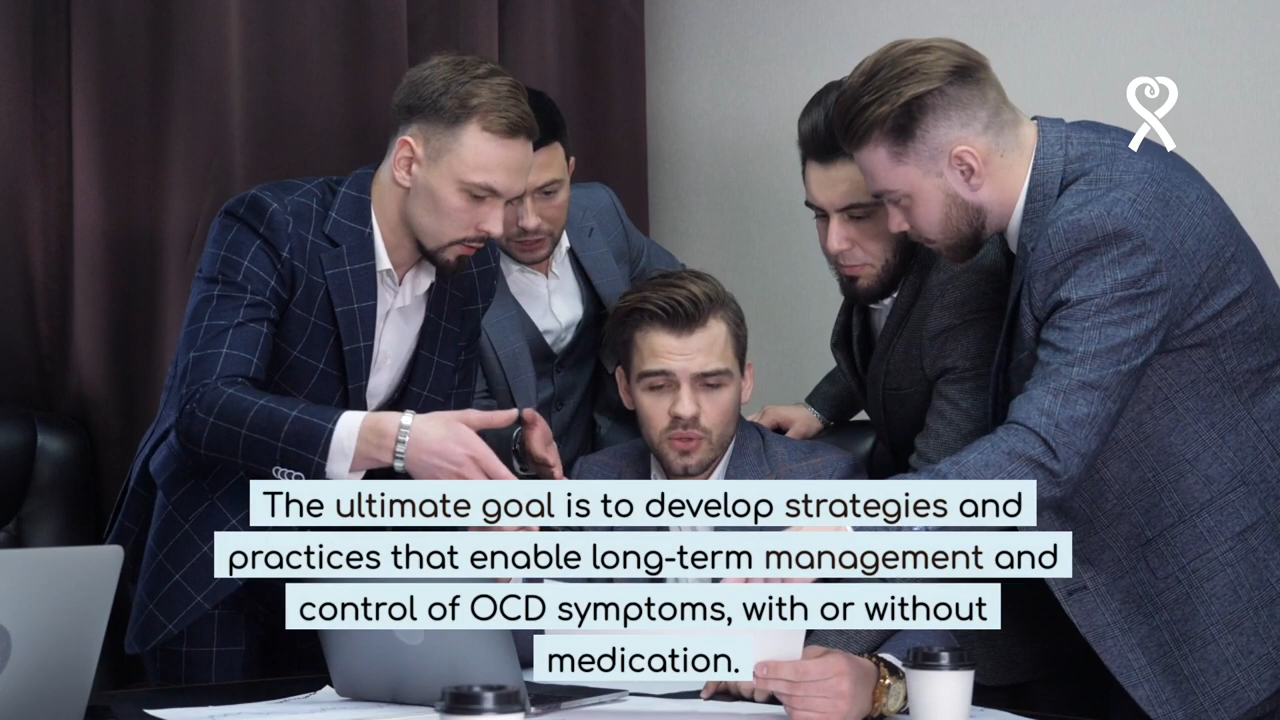 The ultimate goal is to develop strategies and
practices that enable long-term management and
control of OCD symptoms, with or without
medication.